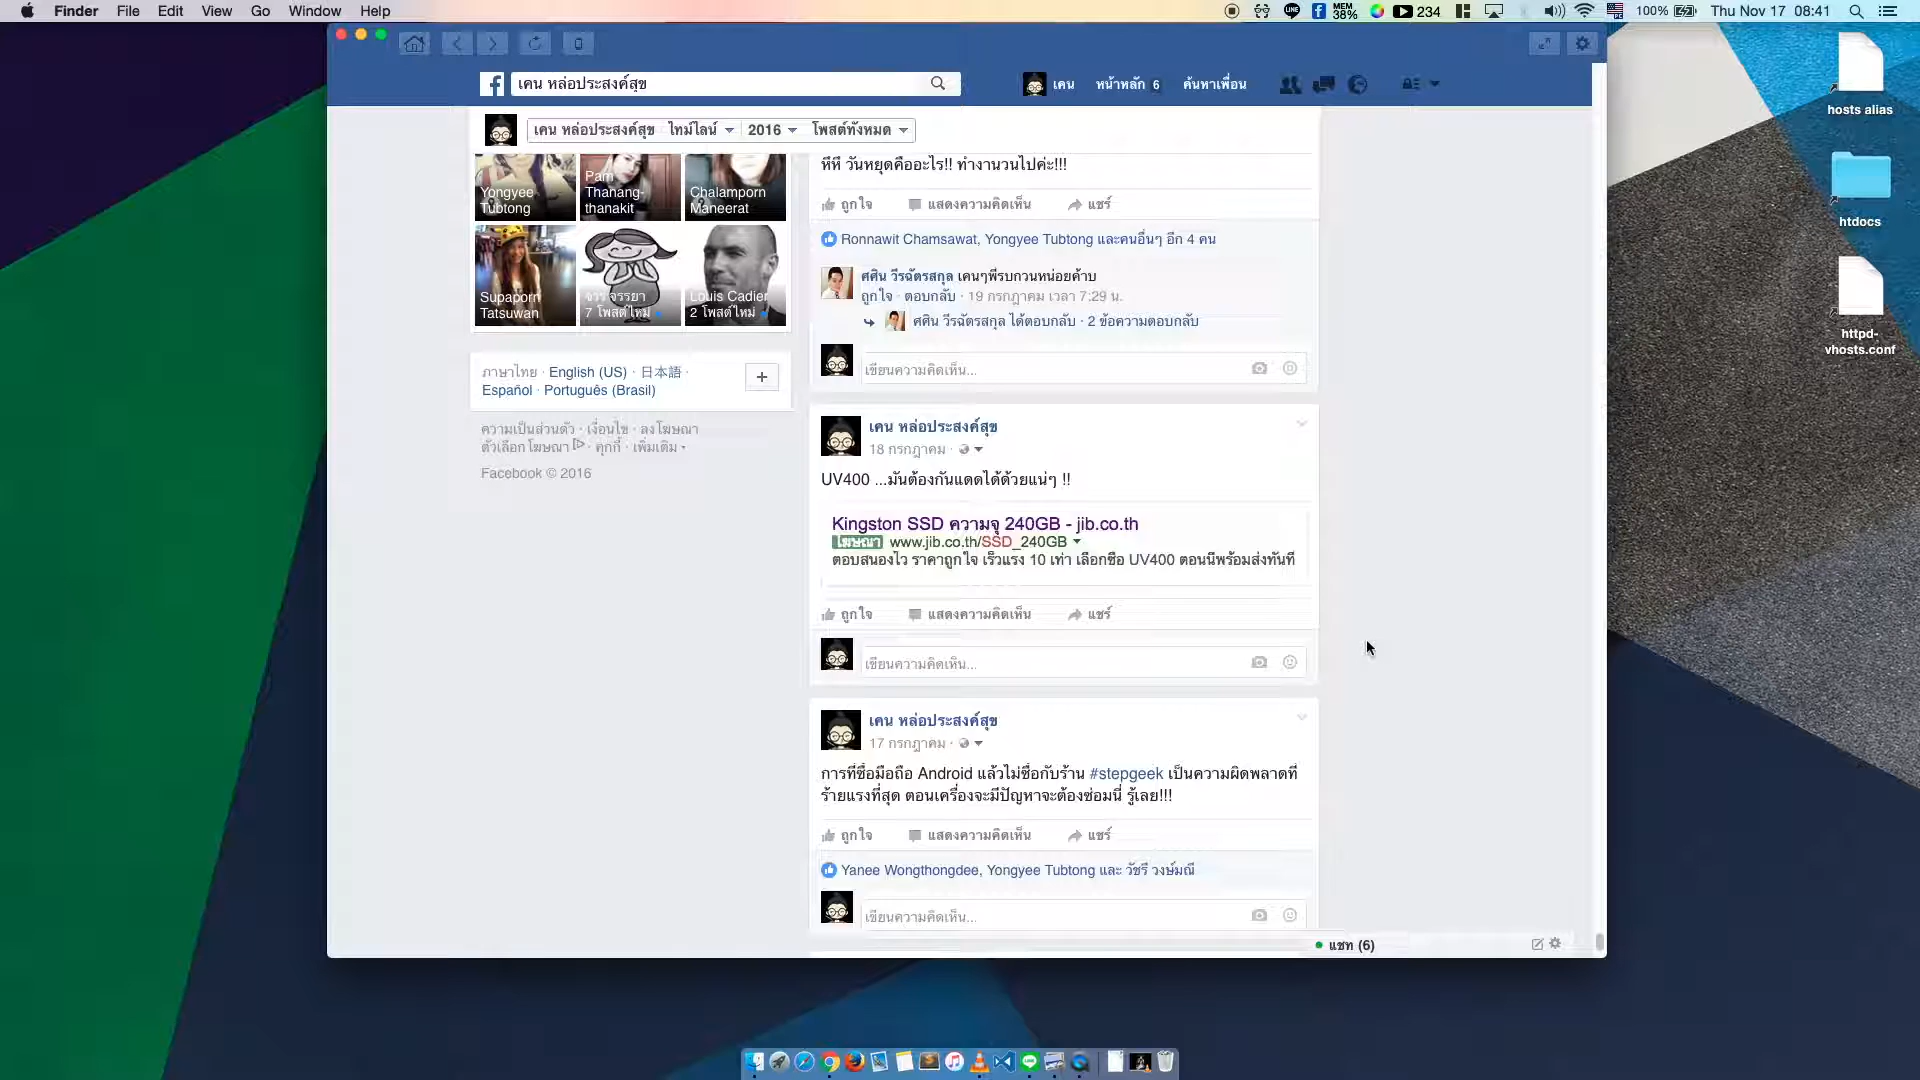 Finder File Edit View Go Window Help
MEM 38% 234 100% Thu Nov 17 08:41
hosts alias
htdocs
httpd-
vhosts.conf
เคน หล่อประสงค์สุข
เคน หน้าหลัก 6 ค้นหาเพื่อน
เคน หล่อประสงค์สุข ไทม์ไลน์ 2016 โพสต์ทั้งหมด
Yongyee
Tubtong
Pam
Thanang-
thanakit
Chalamporn
Maneerat
Supaporn
Tatsuwan
จรรยา
7 โพสต์ใหม่
Louis Cadier
2 โพสต์ใหม่
ภาษาไทย · English (US) · 日本語 ·
Español · Português (Brasil)
ความเป็นส่วนตัว · เงื่อนไข · ลงโฆษณา
ตัวเลือกโฆษณา · คุกกี้ · เพิ่มเติม
Facebook © 2016
หึหึ วันหยุดคืออะไร!! ทำงานวนไปค่ะ!!!
ถูกใจ แสดงความคิดเห็น แชร์
Ronnawit Chamsawat, Yongyee Tubtong และคนอื่นๆ อีก 4 คน
ศศิน วีรฉัตรสกุล เคนๆพี่รบกวนหน่อยค้าบ
ถูกใจ · ตอบกลับ · 19 กรกฎาคม เวลา 7:29 น.
ศศิน วีรฉัตรสกุล ได้ตอบกลับ · 2 ข้อความตอบกลับ
เขียนความคิดเห็น...
เคน หล่อประสงค์สุข
18 กรกฎาคม ·
UV400 ...มันต้องกันแดดได้ด้วยแน่ๆ !!
Kingston SSD ความจุ 240GB - jib.co.th
โฆษณา www.jib.co.th/SSD_240GB
ตอบสนองไว ราคาถูกใจ เร็วแรง 10 เท่า เลือกซื้อ UV400 ตอนนี้พร้อมส่งทันที
ถูกใจ แสดงความคิดเห็น แชร์
เขียนความคิดเห็น...
เคน หล่อประสงค์สุข
17 กรกฎาคม ·
การที่ซื้อมือถือ Android แล้วไม่ซื้อกับร้าน #stepgeek เป็นความผิดพลาดที่
ร้ายแรงที่สุด ตอนเครื่องจะมีปัญหาจะต้องซ่อมนี่ รู้เลย!!!
ถูกใจ แสดงความคิดเห็น แชร์
Yanee Wongthongdee, Yongyee Tubtong และ วัชรี วงษ์มณี
เขียนความคิดเห็น...
แชท (6)